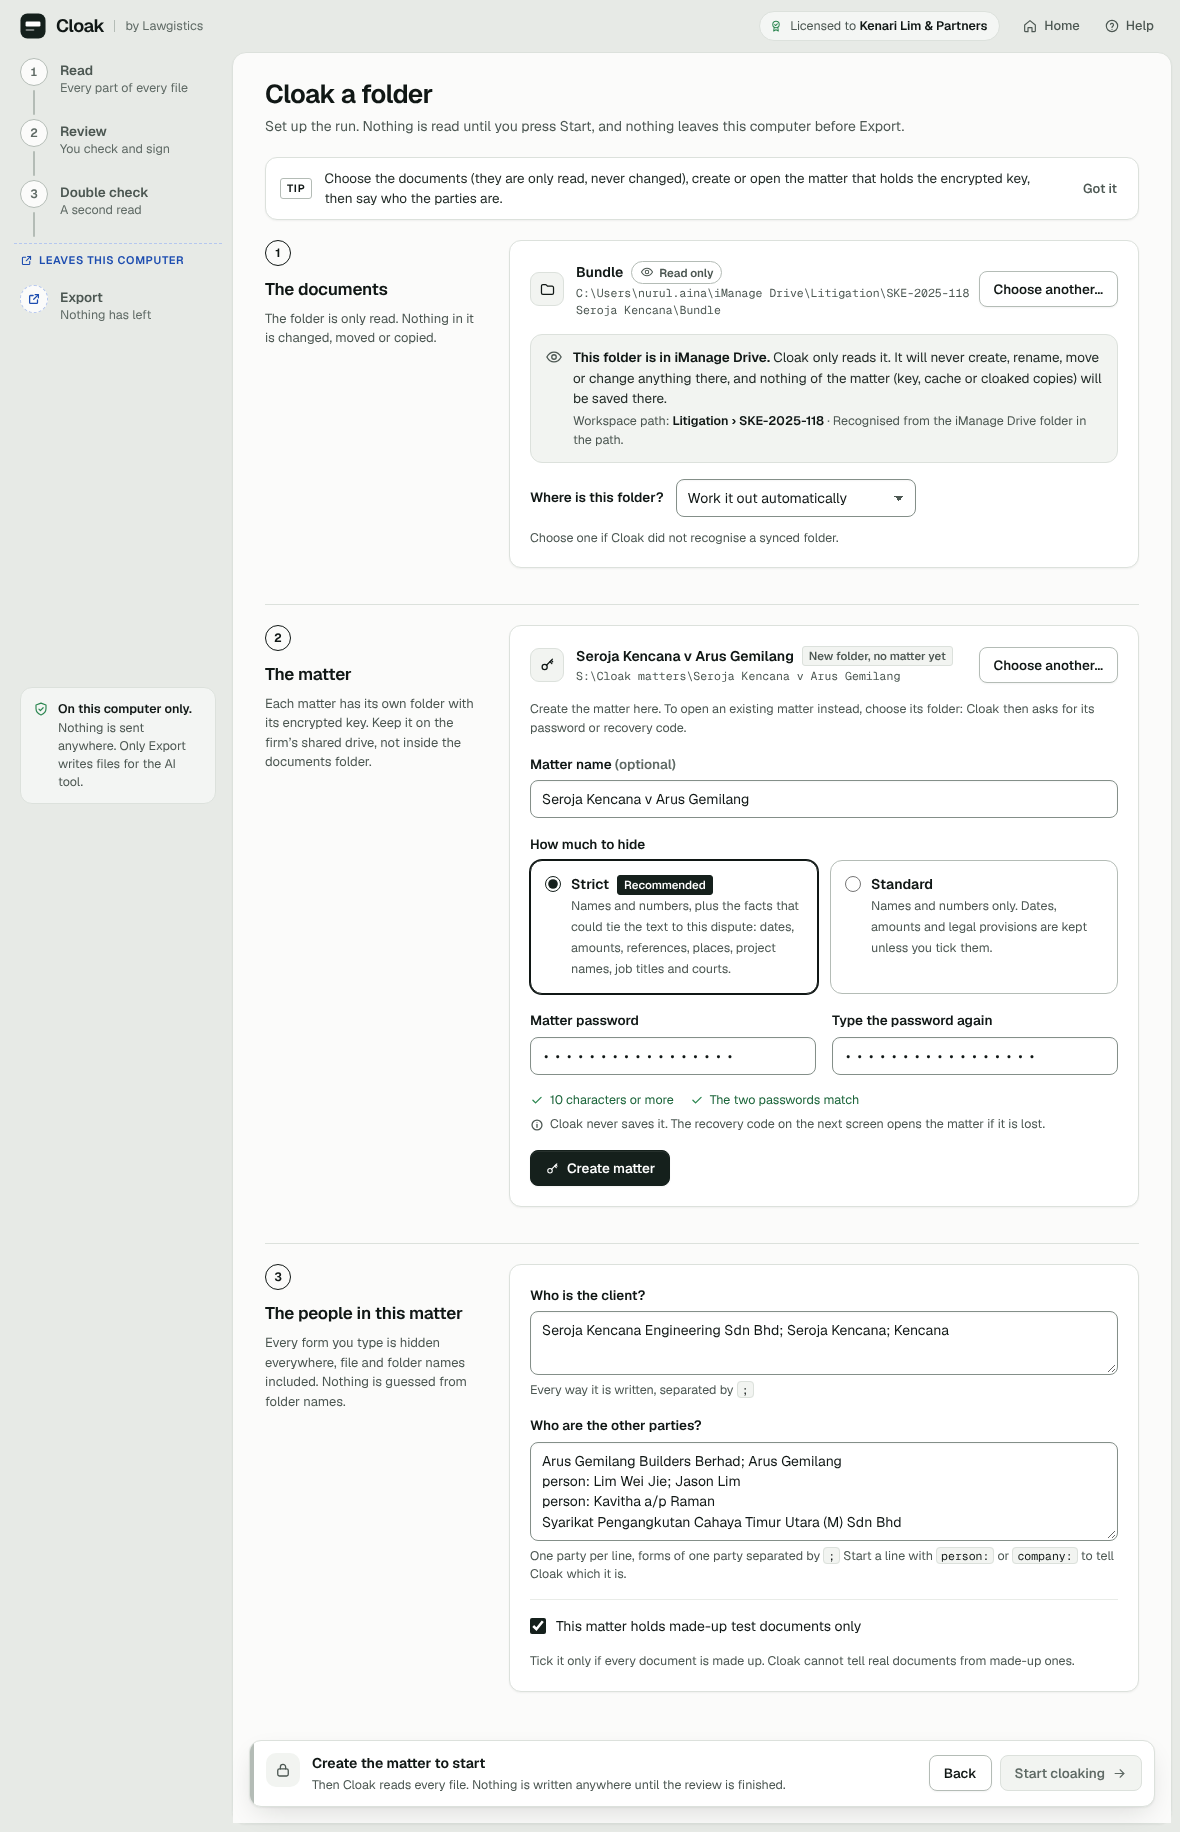 Cloak
by Lawgistics
Licensed to Kenari Lim & Partners
Home
Help
1
Read
Every part of every file
2
Review
You check and sign
3
Double check
A second read
LEAVES THIS COMPUTER
Export
Nothing has left
On this computer only.
Nothing is sent
anywhere. Only Export
writes files for the AI
tool.
Cloak a folder
Set up the run. Nothing is read until you press Start, and nothing leaves this computer before Export.
TIP
Choose the documents (they are only read, never changed), create or open the matter that holds the encrypted key,
then say who the parties are.
Got it
1
The documents
The folder is only read. Nothing in it
is changed, moved or copied.
Bundle
Read only
C:\Users\nurul.aina\iManage Drive\Litigation\SKE-2025-118
Seroja Kencana\Bundle
Choose another...
This folder is in iManage Drive. Cloak only reads it. It will never create, rename, move
or change anything there, and nothing of the matter (key, cache or cloaked copies) will
be saved there.
Workspace path: Litigation › SKE-2025-118 · Recognised from the iManage Drive folder in
the path.
Where is this folder?
Work it out automatically
Choose one if Cloak did not recognise a synced folder.
2
The matter
Each matter has its own folder with
its encrypted key. Keep it on the
firm's shared drive, not inside the
documents folder.
Seroja Kencana v Arus Gemilang
New folder, no matter yet
S:\Cloak matters\Seroja Kencana v Arus Gemilang
Choose another...
Create the matter here. To open an existing matter instead, choose its folder: Cloak then asks for its
password or recovery code.
Matter name (optional)
Seroja Kencana v Arus Gemilang
How much to hide
Strict
Recommended
Names and numbers, plus the facts that
could tie the text to this dispute: dates,
amounts, references, places, project
names, job titles and courts.
Standard
Names and numbers only. Dates,
amounts and legal provisions are kept
unless you tick them.
Matter password
Type the password again
10 characters or more
The two passwords match
Cloak never saves it. The recovery code on the next screen opens the matter if it is lost.
Create matter
3
The people in this matter
Every form you type is hidden
everywhere, file and folder names
included. Nothing is guessed from
folder names.
Who is the client?
Seroja Kencana Engineering Sdn Bhd; Seroja Kencana; Kencana
Every way it is written, separated by ;
Who are the other parties?
Arus Gemilang Builders Berhad; Arus Gemilang
person: Lim Wei Jie; Jason Lim
person: Kavitha a/p Raman
Syarikat Pengangkutan Cahaya Timur Utara (M) Sdn Bhd
One party per line, forms of one party separated by ; Start a line with person: or company: to tell
Cloak which it is.
This matter holds made-up test documents only
Tick it only if every document is made up. Cloak cannot tell real documents from made-up ones.
Create the matter to start
Then Cloak reads every file. Nothing is written anywhere until the review is finished.
Back
Start cloaking